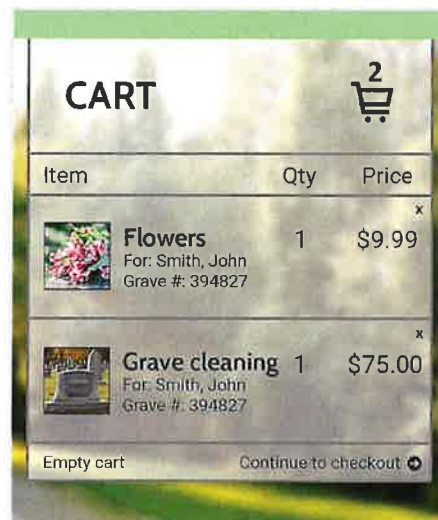 CART
2
Item Qty Price
x
Flowers 1 $9.99
For: Smith, John
Grave #: 394827
x
Grave cleaning 1 $75.00
For: Smith, John
Grave #: 394827
Empty cart Continue to checkout